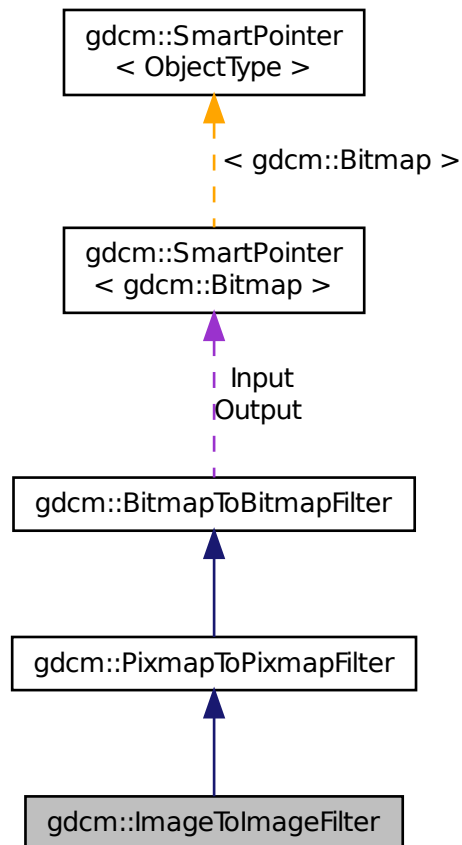 gdcm::SmartPointer
< ObjectType >
< gdcm::Bitmap >
gdcm::SmartPointer
< gdcm::Bitmap >
Input
Output
gdcm::BitmapToBitmapFilter
gdcm::PixmapToPixmapFilter
gdcm::ImageToImageFilter